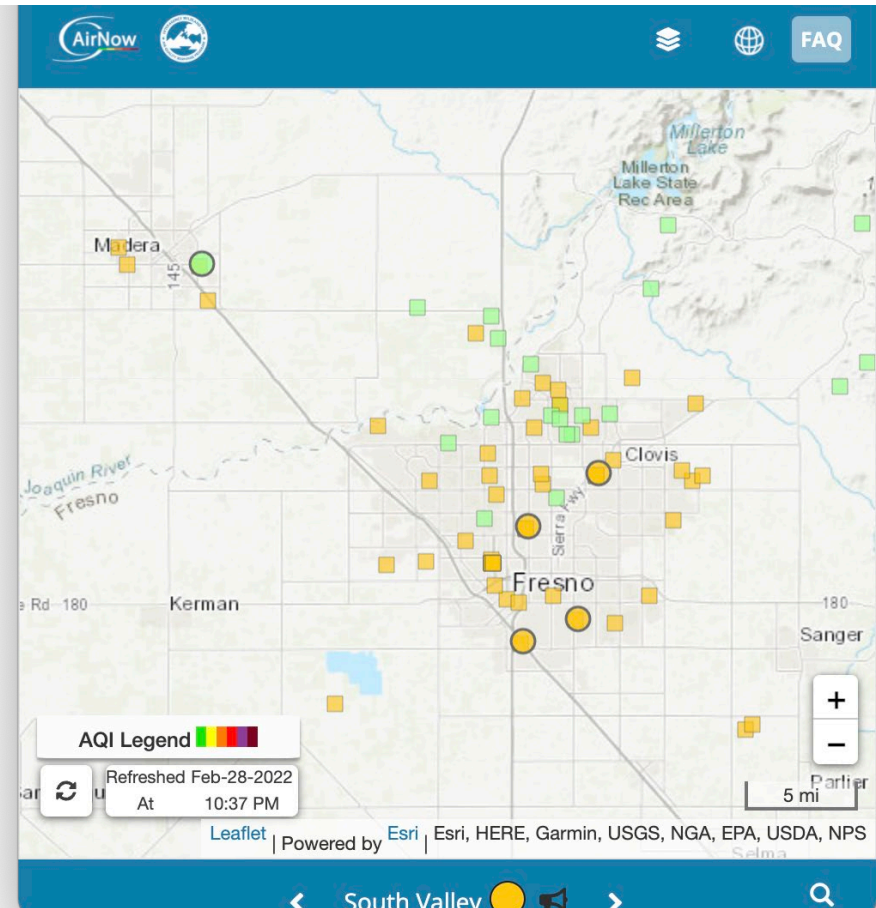 AirNow
FAQ
Millerton
Lake
Millerton
Lake State
Rec Area
Madera
145
Clovis
Joaquin River
Fresno
Sierra Fwy
Fresno
Rd 180
Kerman
180
Sanger
+
−
AQI Legend
Refreshed Feb-28-2022
At 10:37 PM
Parlier
5 mi
Leaflet | Powered by Esri | Esri, HERE, Garmin, USGS, NGA, EPA, USDA, NPS
Selma
South Valley